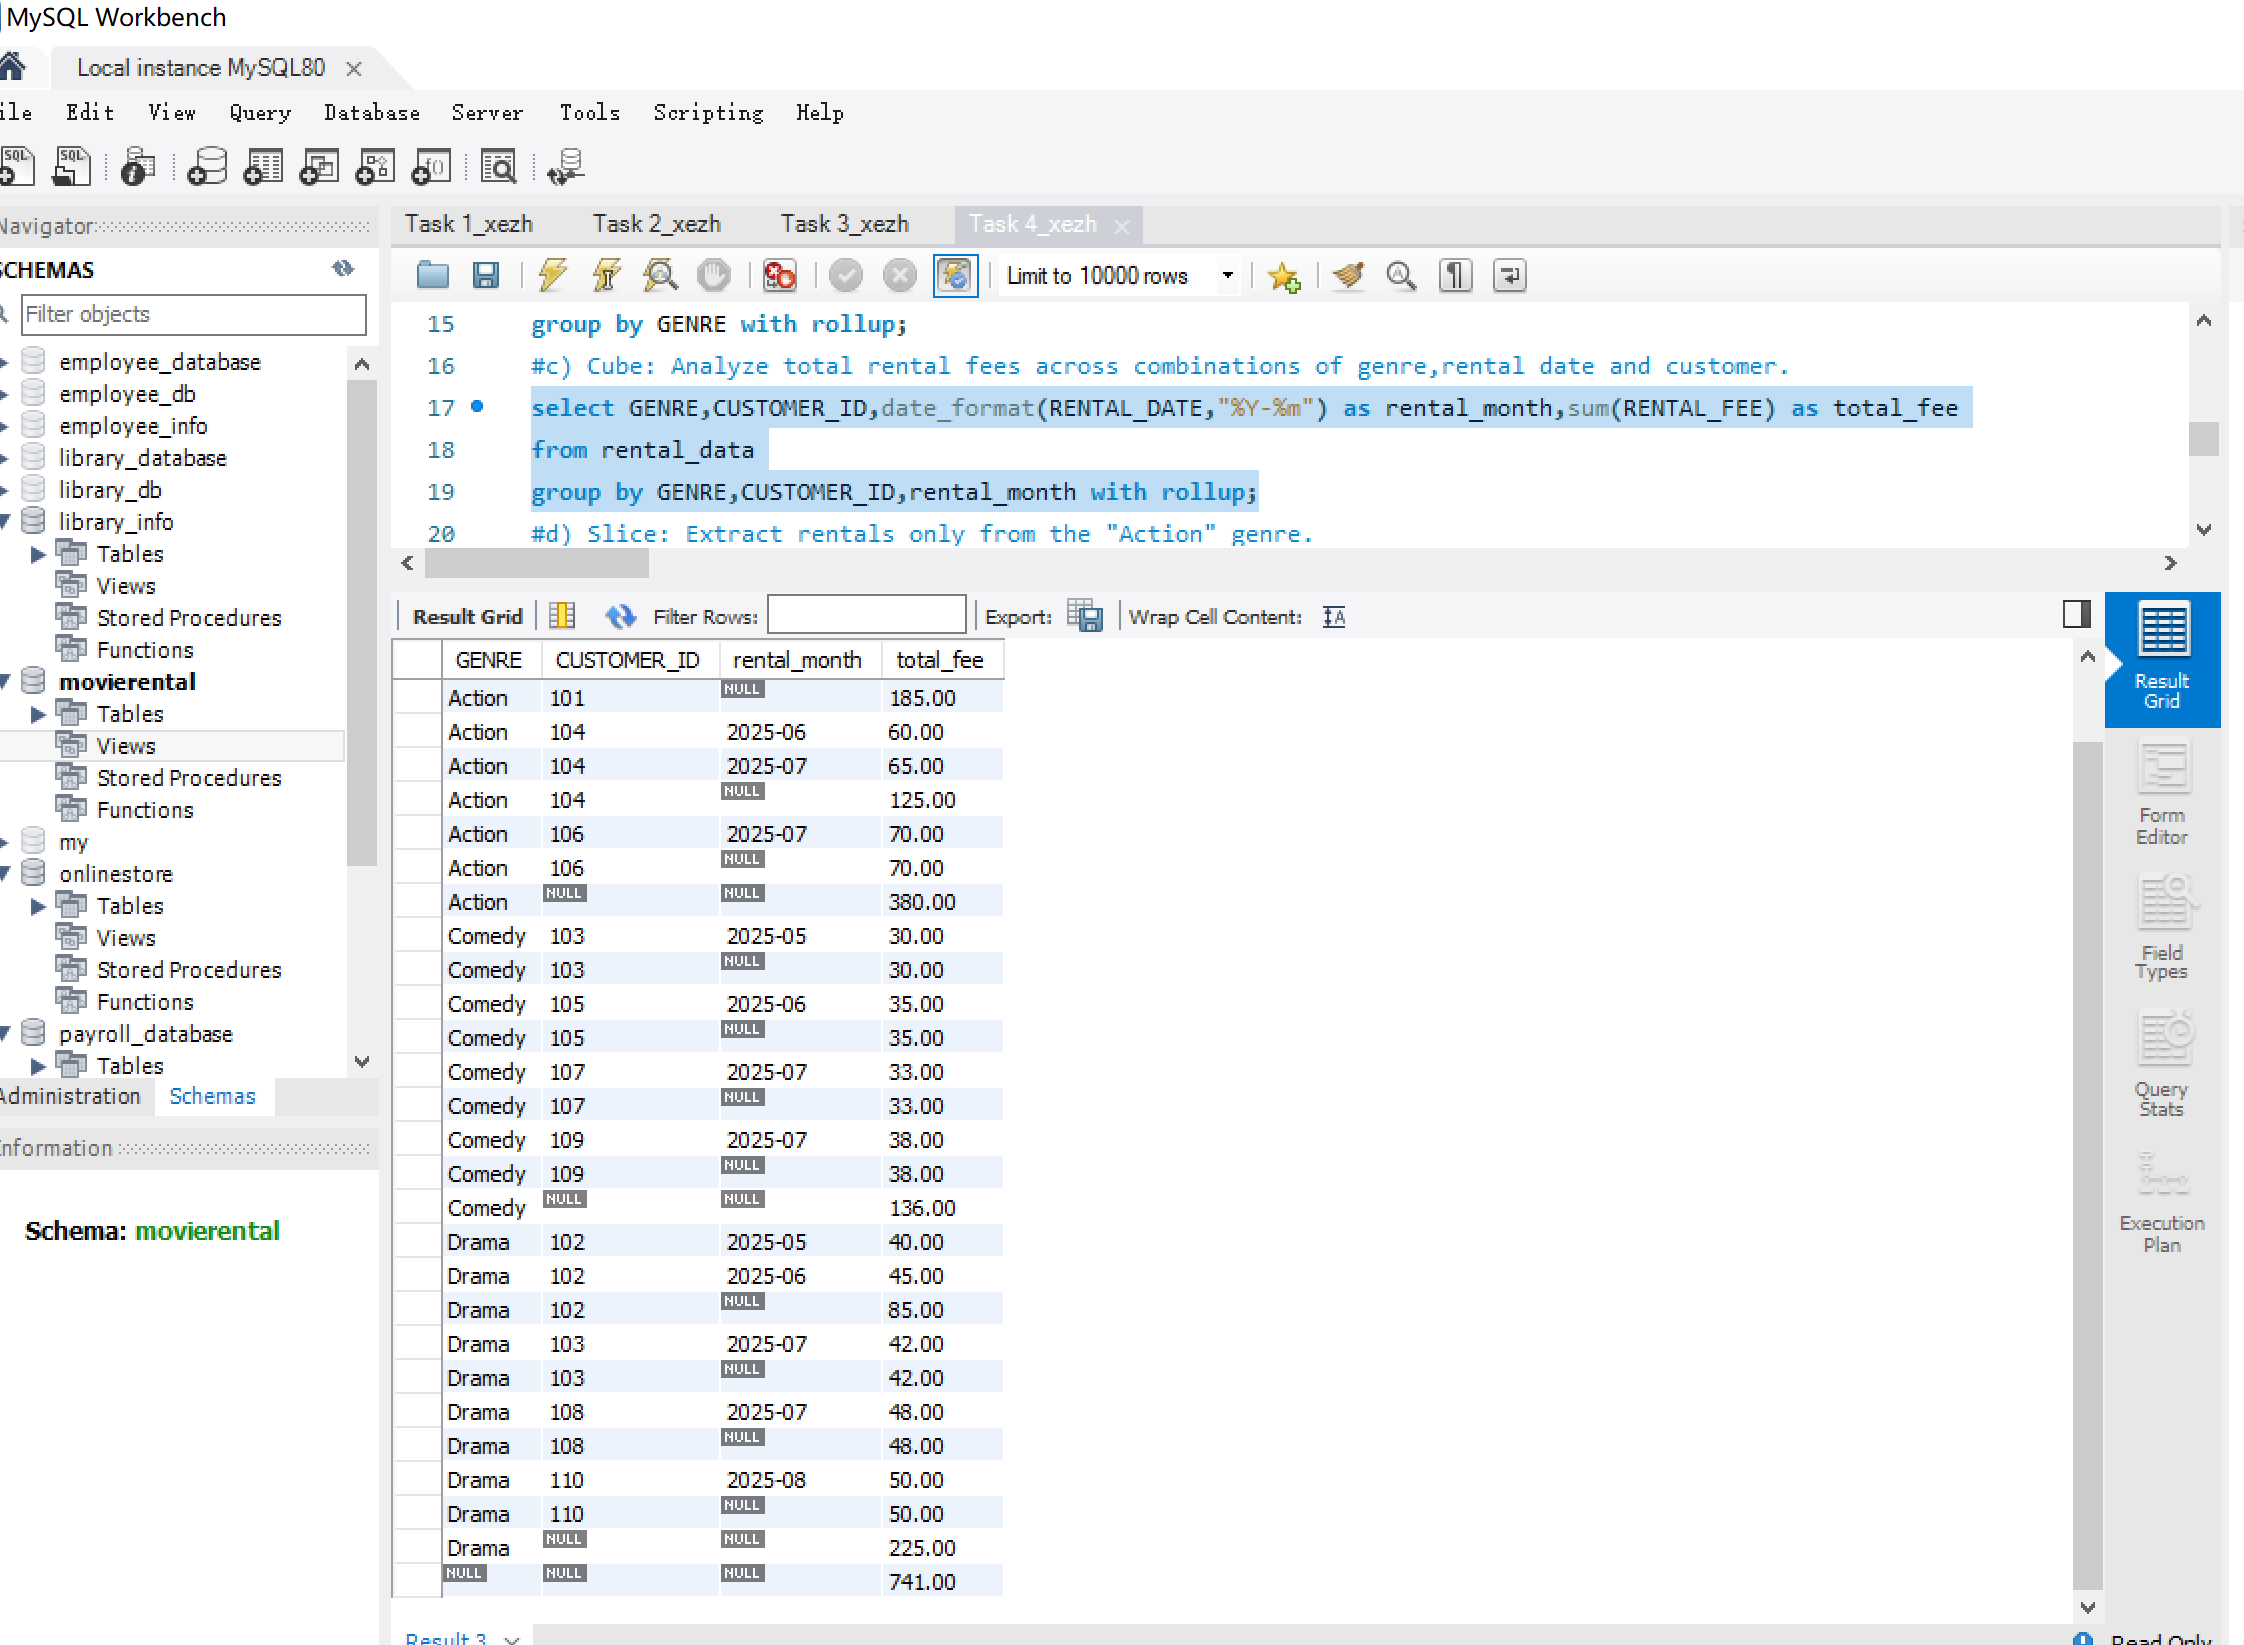 MySQL Workbench
Local instance MySQL80
ile Edit View Query Database Server Tools Scripting Help
Navigator
SCHEMAS
Filter objects
employee_database
employee_db
employee_info
library_database
library_db
library_info
Tables
Views
Stored Procedures
Functions
movierental
Tables
Views
Stored Procedures
Functions
my
onlinestore
Tables
Views
Stored Procedures
Functions
payroll_database
Tables
Administration Schemas
Information
Schema: movierental
Task 1_xezh Task 2_xezh Task 3_xezh Task 4_xezh
Limit to 10000 rows
15 group by GENRE with rollup;
16 #c) Cube: Analyze total rental fees across combinations of genre,rental date and customer.
17 select GENRE,CUSTOMER_ID,date_format(RENTAL_DATE,"%Y-%m") as rental_month,sum(RENTAL_FEE) as total_fee
18 from rental_data
19 group by GENRE,CUSTOMER_ID,rental_month with rollup;
20 #d) Slice: Extract rentals only from the "Action" genre.
Result Grid Filter Rows: Export: Wrap Cell Content:
GENRE CUSTOMER_ID rental_month total_fee
Action 101 NULL 185.00
Action 104 2025-06 60.00
Action 104 2025-07 65.00
Action 104 NULL 125.00
Action 106 2025-07 70.00
Action 106 NULL 70.00
Action NULL NULL 380.00
Comedy 103 2025-05 30.00
Comedy 103 NULL 30.00
Comedy 105 2025-06 35.00
Comedy 105 NULL 35.00
Comedy 107 2025-07 33.00
Comedy 107 NULL 33.00
Comedy 109 2025-07 38.00
Comedy 109 NULL 38.00
Comedy NULL NULL 136.00
Drama 102 2025-05 40.00
Drama 102 2025-06 45.00
Drama 102 NULL 85.00
Drama 103 2025-07 42.00
Drama 103 NULL 42.00
Drama 108 2025-07 48.00
Drama 108 NULL 48.00
Drama 110 2025-08 50.00
Drama 110 NULL 50.00
Drama NULL NULL 225.00
NULL NULL NULL 741.00
Result
Grid
Form
Editor
Field
Types
Query
Stats
Execution
Plan
Result 3
Read Only